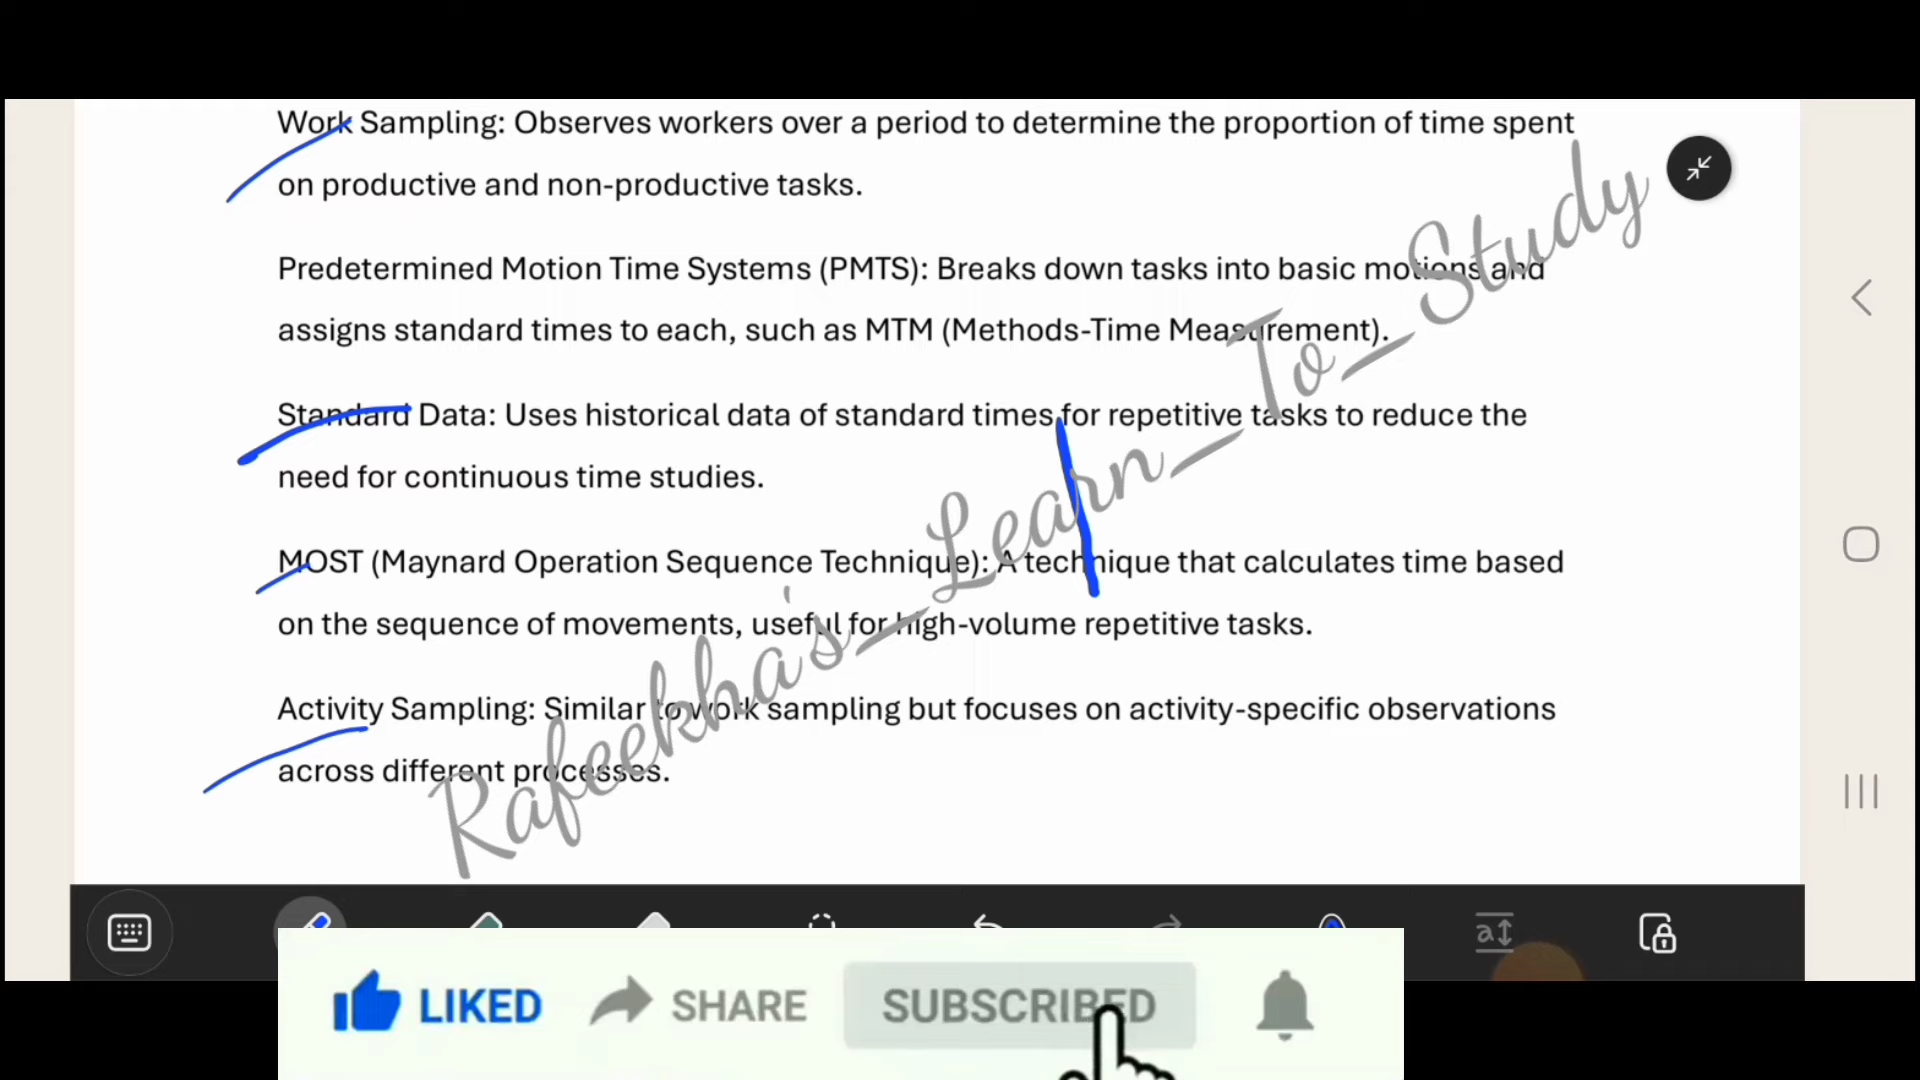 Work Sampling: Observes workers over a period to determine the proportion of time spent
on productive and non-productive tasks.
Predetermined Motion Time Systems (PMTS): Breaks down tasks into basic motions and
assigns standard times to each, such as MTM (Methods-Time Measurement).
Standard Data: Uses historical data of standard times for repetitive tasks to reduce the
need for continuous time studies.
MOST (Maynard Operation Sequence Technique): A technique that calculates time based
on the sequence of movements, useful for high-volume repetitive tasks.
Activity Sampling: Similar to work sampling but focuses on activity-specific observations
across different processes.
Rafeekha's_Learn_To_Study
a
LIKED SHARE SUBSCRIBED